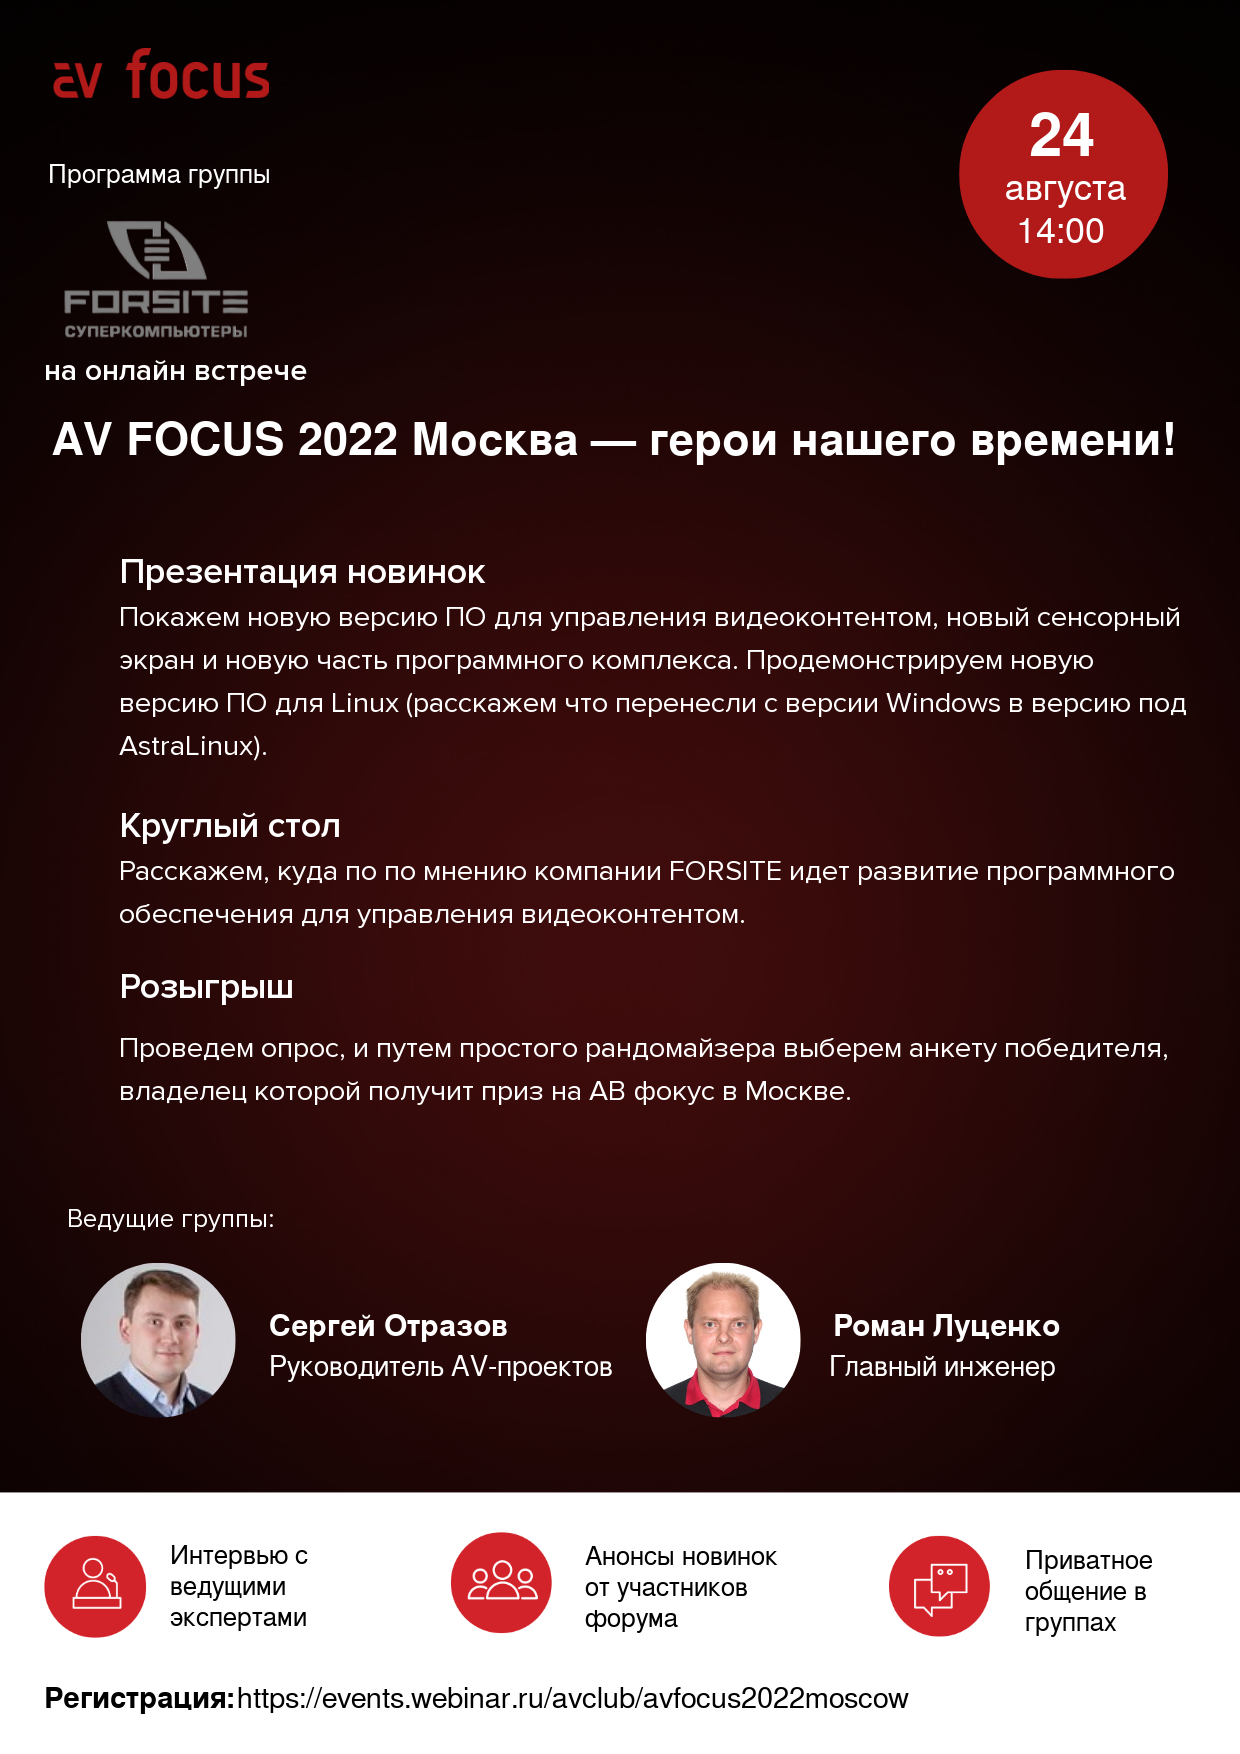 av focus
24
августа
14:00
Программа группы
FORSITE
СУПЕРКОМПЬЮТЕРЫ
на онлайн встрече
AV FOCUS 2022 Москва — герои нашего времени!
Презентация новинок
Покажем новую версию ПО для управления видеоконтентом, новый сенсорный
экран и новую часть программного комплекса. Продемонстрируем новую
версию ПО для Linux (расскажем что перенесли с версии Windows в версию под
AstraLinux).
Круглый стол
Расскажем, куда по по мнению компании FORSITE идет развитие программного
обеспечения для управления видеоконтентом.
Розыгрыш
Проведем опрос, и путем простого рандомайзера выберем анкету победителя,
владелец которой получит приз на АВ фокус в Москве.
Ведущие группы:
Сергей Отразов
Руководитель AV-проектов
Роман Луценко
Главный инженер
Интервью с
ведущими
экспертами
Анонсы новинок
от участников
форума
Приватное
общение в
группах
Регистрация: https://events.webinar.ru/avclub/avfocus2022moscow